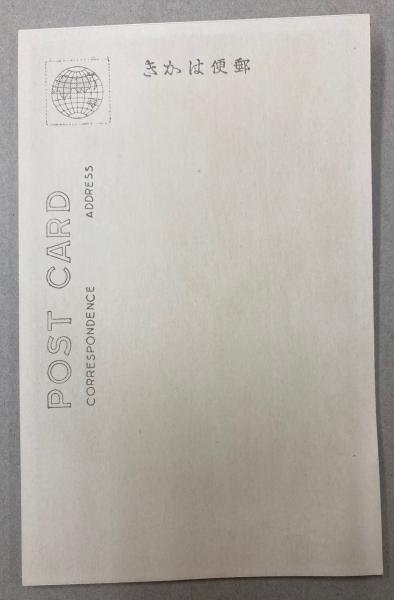 きかは便郵
POST CARD
CORRESPONDENCE
ADDRESS